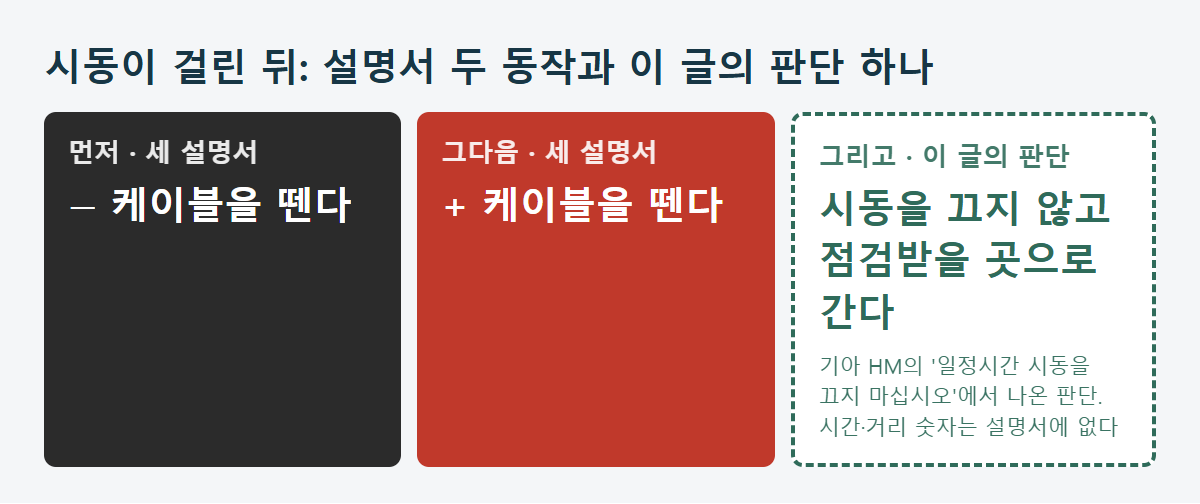 시동이 걸린 뒤: 설명서 두 동작과 이 글의 판단 하나
먼저 · 세 설명서
− 케이블을 뗀다
그다음 · 세 설명서
+ 케이블을 뗀다
그리고 · 이 글의 판단
시동을 끄지 않고
점검받을 곳으로
간다
기아 HM의 '일정시간 시동을
끄지 마십시오'에서 나온 판단.
시간·거리 숫자는 설명서에 없다